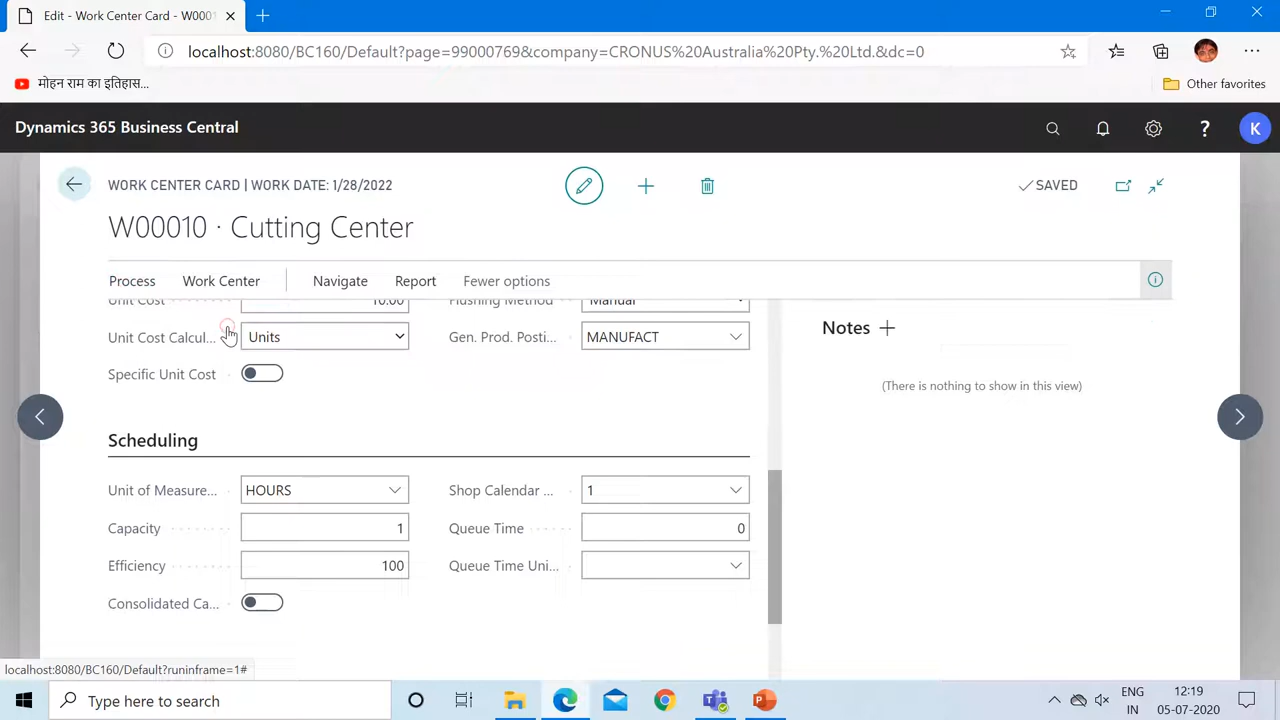 Edit - Work Center Card - W0001
localhost:8080/BC160/Default?page=99000769&company=CRONUS%20Australia%20Pty.%20Ltd.&dc=0
मोहन राम का इतिहास...
Other favorites
Dynamics 365 Business Central
?
K
WORK CENTER CARD | WORK DATE: 1/28/2022
SAVED
W00010 · Cutting Center
Process
Work Center
Navigate
Report
Fewer options
Unit Cost
10.00
Flushing Method
Manual
Unit Cost Calcul...
Units
Gen. Prod. Posti...
MANUFACT
Specific Unit Cost
Notes
(There is nothing to show in this view)
Scheduling
Unit of Measure...
HOURS
Shop Calendar ...
1
Capacity
1
Queue Time
0
Efficiency
100
Queue Time Uni...
Consolidated Ca...
localhost:8080/BC160/Default?runinframe=1#
Type here to search
ENG
IN
12:19
05-07-2020